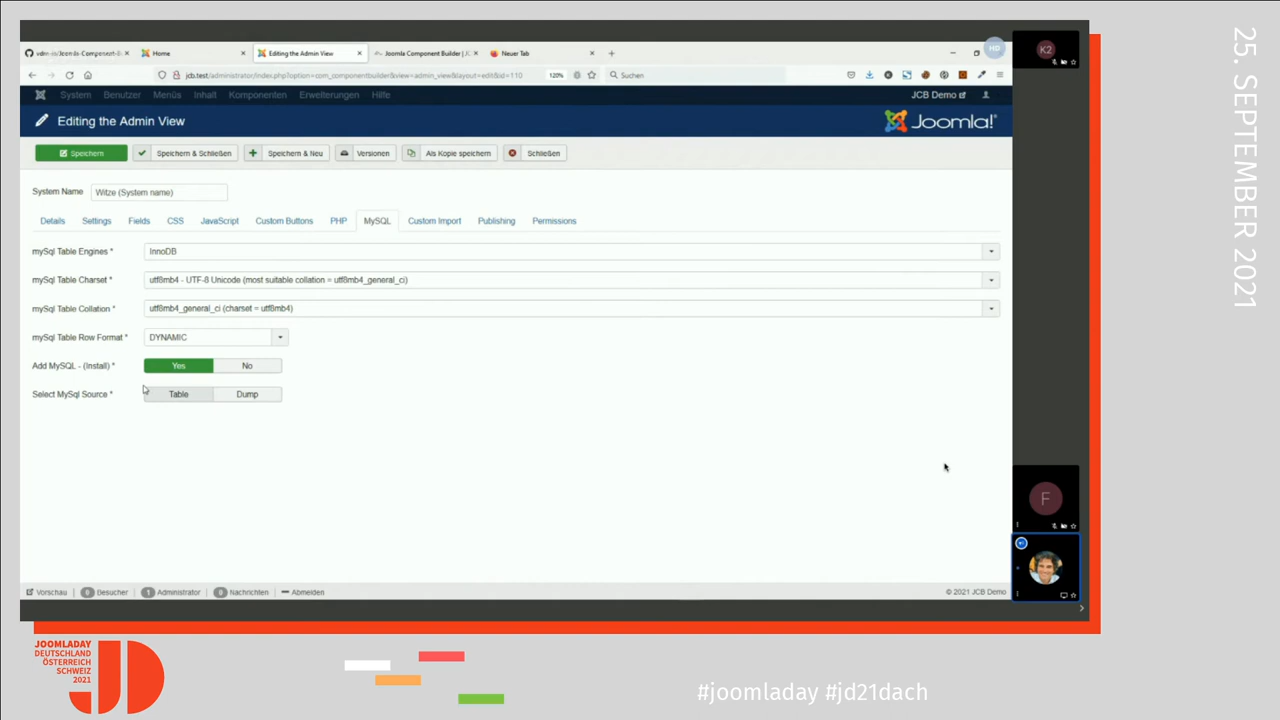 vdm-io/Joomla-Component-B
Home
Editing the Admin View
Joomla Component Builder | JC
Neuer Tab
jcb.test/administrator/index.php?option=com_componentbuilder&view=admin_view&layout=edit&id=110
120%
Suchen
HD
K2
System Benutzer Menüs Inhalt Komponenten Erweiterungen Hilfe
JCB Demo
Editing the Admin View
Joomla!
Speichern
Speichern & Schließen
Speichern & Neu
Versionen
Als Kopie speichern
Schließen
System Name
Witze (System name)
Details Settings Fields CSS JavaScript Custom Buttons PHP MySQL Custom Import Publishing Permissions
mySql Table Engines *
InnoDB
mySql Table Charset *
utf8mb4 - UTF-8 Unicode (most suitable collation = utf8mb4_general_ci)
mySql Table Collation *
utf8mb4_general_ci (charset = utf8mb4)
mySql Table Row Format *
DYNAMIC
Add MySQL - (Install) *
Yes No
Select MySql Source *
Table Dump
F
Vorschau
0 Besucher
1 Administrator
0 Nachrichten
Abmelden
© 2021 JCB Demo
25. SEPTEMBER 2021
JOOMLADAY
DEUTSCHLAND
ÖSTERREICH
SCHWEIZ
2021
JD
#joomladay #jd21dach